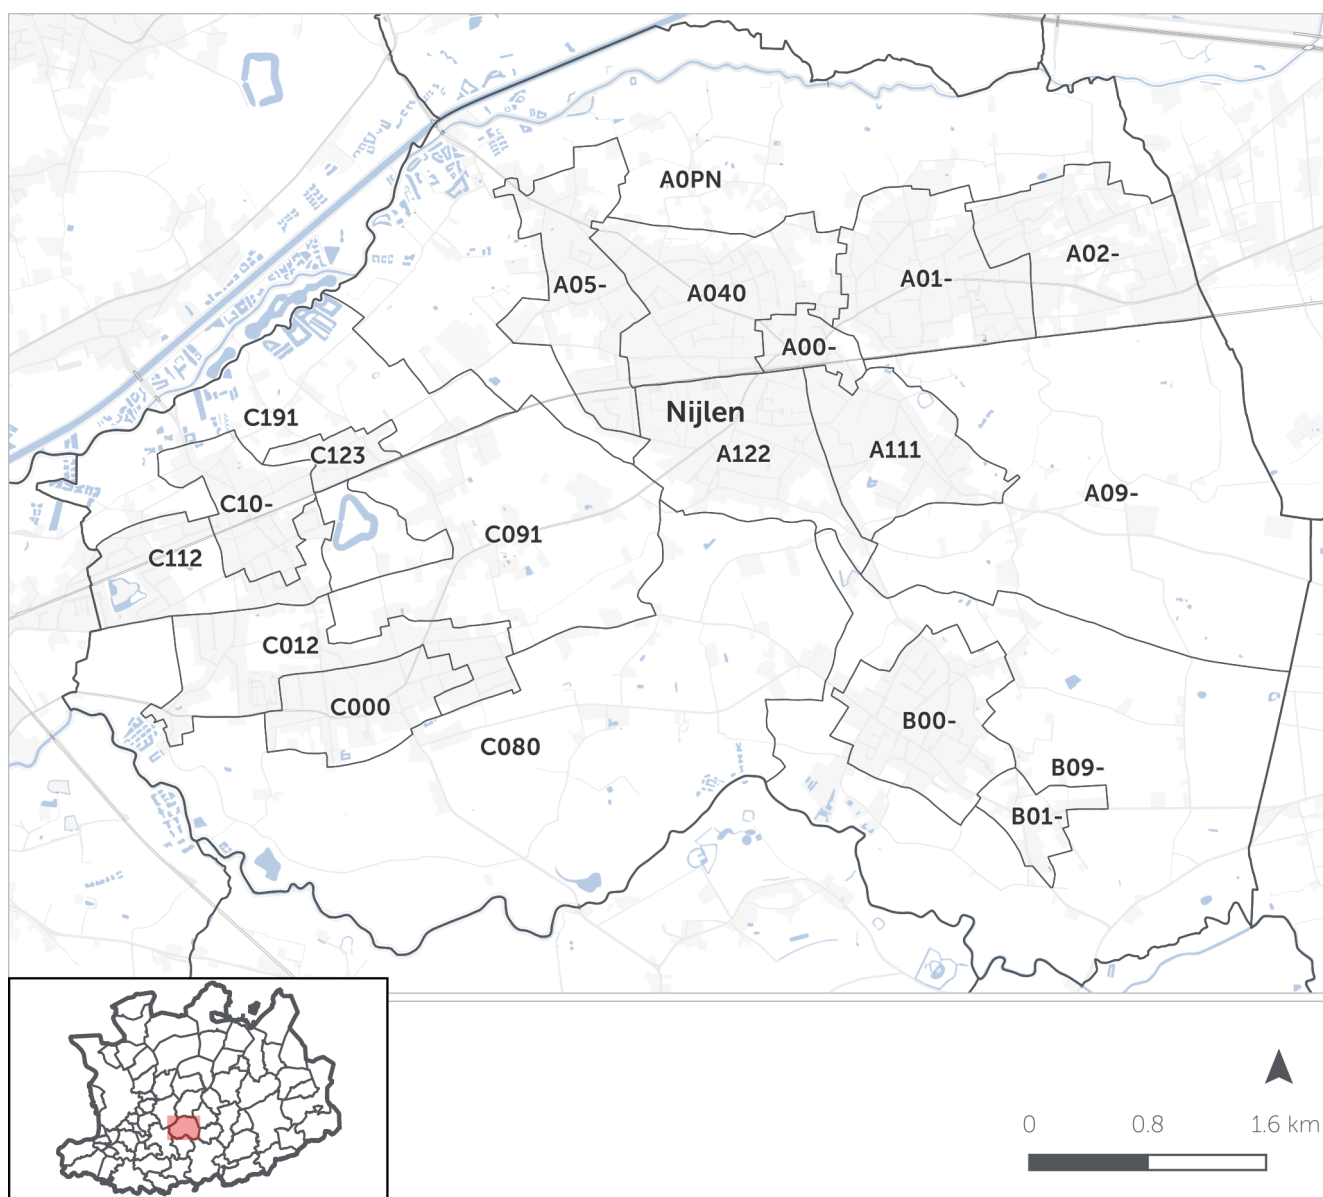 A0PN
A02-
A01-
A05-
A040
A00-
Nijlen
C191
A122
A111
C123
A09-
C10-
C091
C112
C012
C000
B00-
C080
B09-
B01-
0 0.8 1.6 km